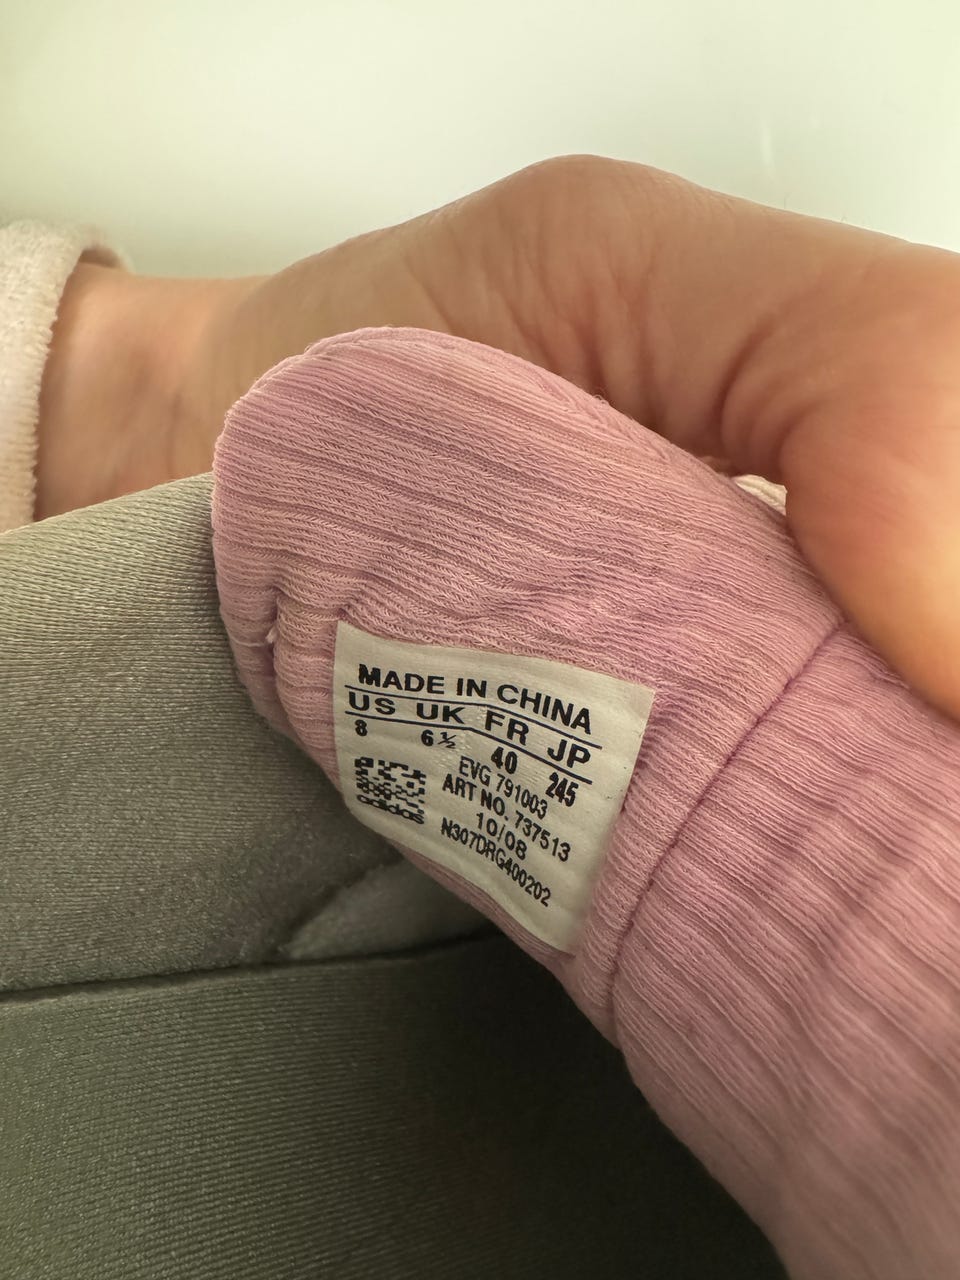 MADE IN CHINA
US UK FR JP
8 6½ 40 245
EVG 791003
ART NO. 737513
10/08
N307DRG400202
adidas